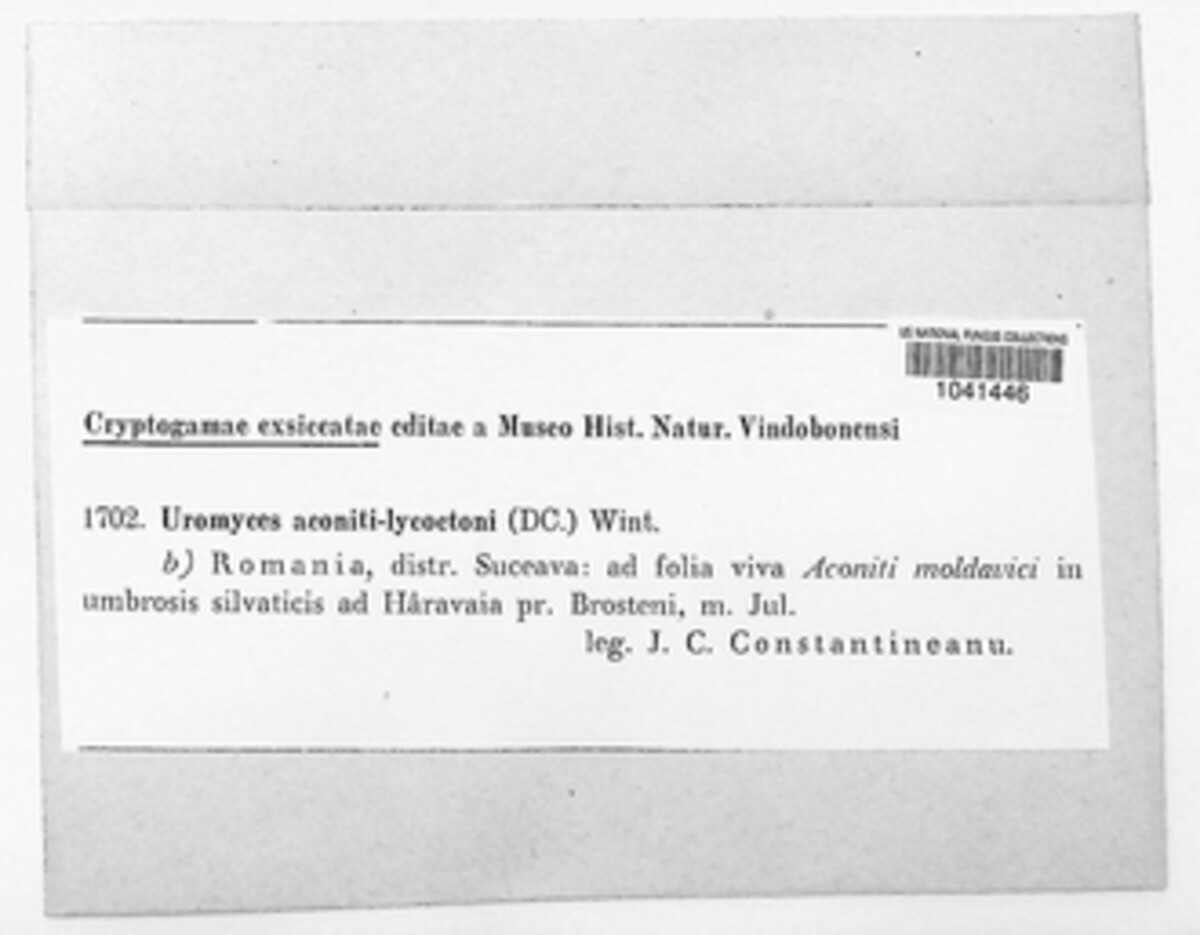 US NATIONAL FUNGUS COLLECTIONS
1041446
Cryptogamae exsiccatae editae a Museo Hist. Natur. Vindobonensi
1702. Uromyces aconiti-lycoctoni (DC.) Wint.
b) Romania, distr. Suceava: ad folia viva Aconiti moldavici in
umbrosis silvaticis ad Hâravaia pr. Brosteni, m. Jul.
leg. J. C. Constantineanu.